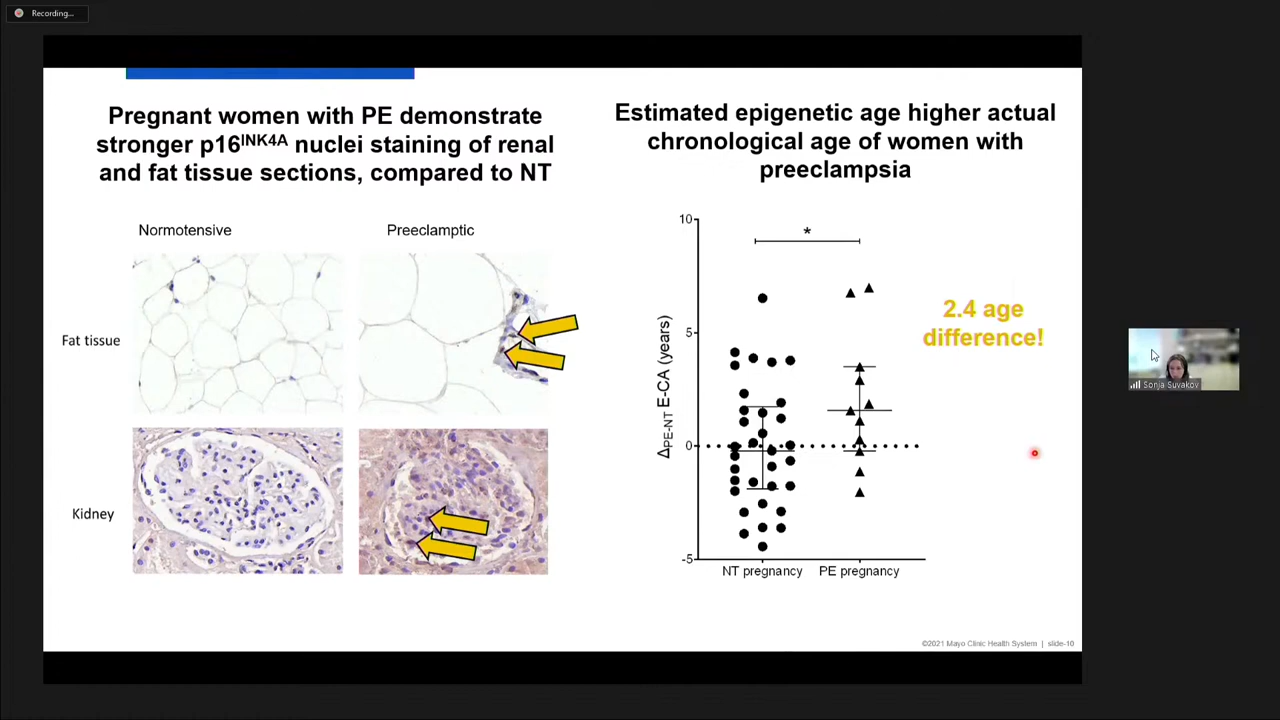 Recording...
Pregnant women with PE demonstrate
stronger p16INK4A nuclei staining of renal
and fat tissue sections, compared to NT
Normotensive
Preeclamptic
Fat tissue
Kidney
Estimated epigenetic age higher actual
chronological age of women with
preeclampsia
ΔPE-NT E-CA (years)
10
5
0
-5
*
NT pregnancy
PE pregnancy
2.4 age
difference!
©2021 Mayo Clinic Health System | slide-10
Sonja Suvakov